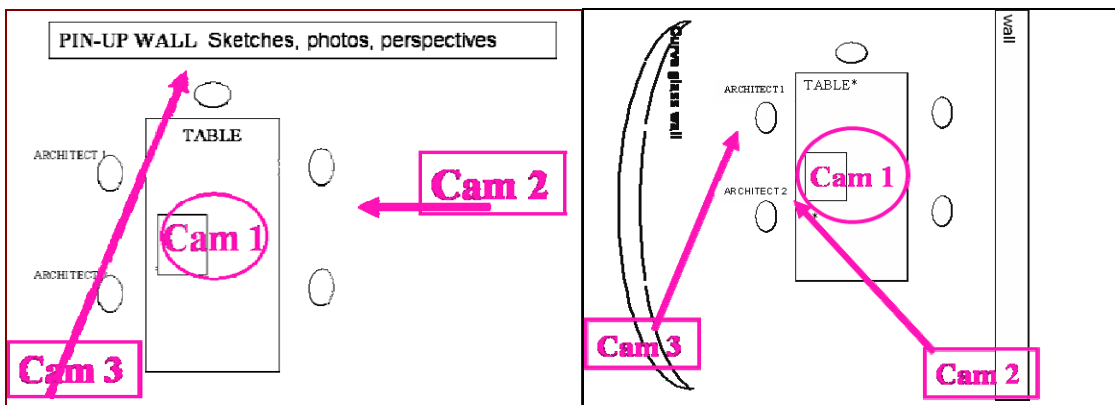 PIN-UP WALL Sketches, photos, perspectives
TABLE
ARCHITECT 1
Cam 2
Cam 1
ARCHITECT
Cam 3
wall
Curve glass wall
TABLE*
ARCHITECT 1
Cam 1
ARCHITECT 2
*
Cam 3
Cam 2